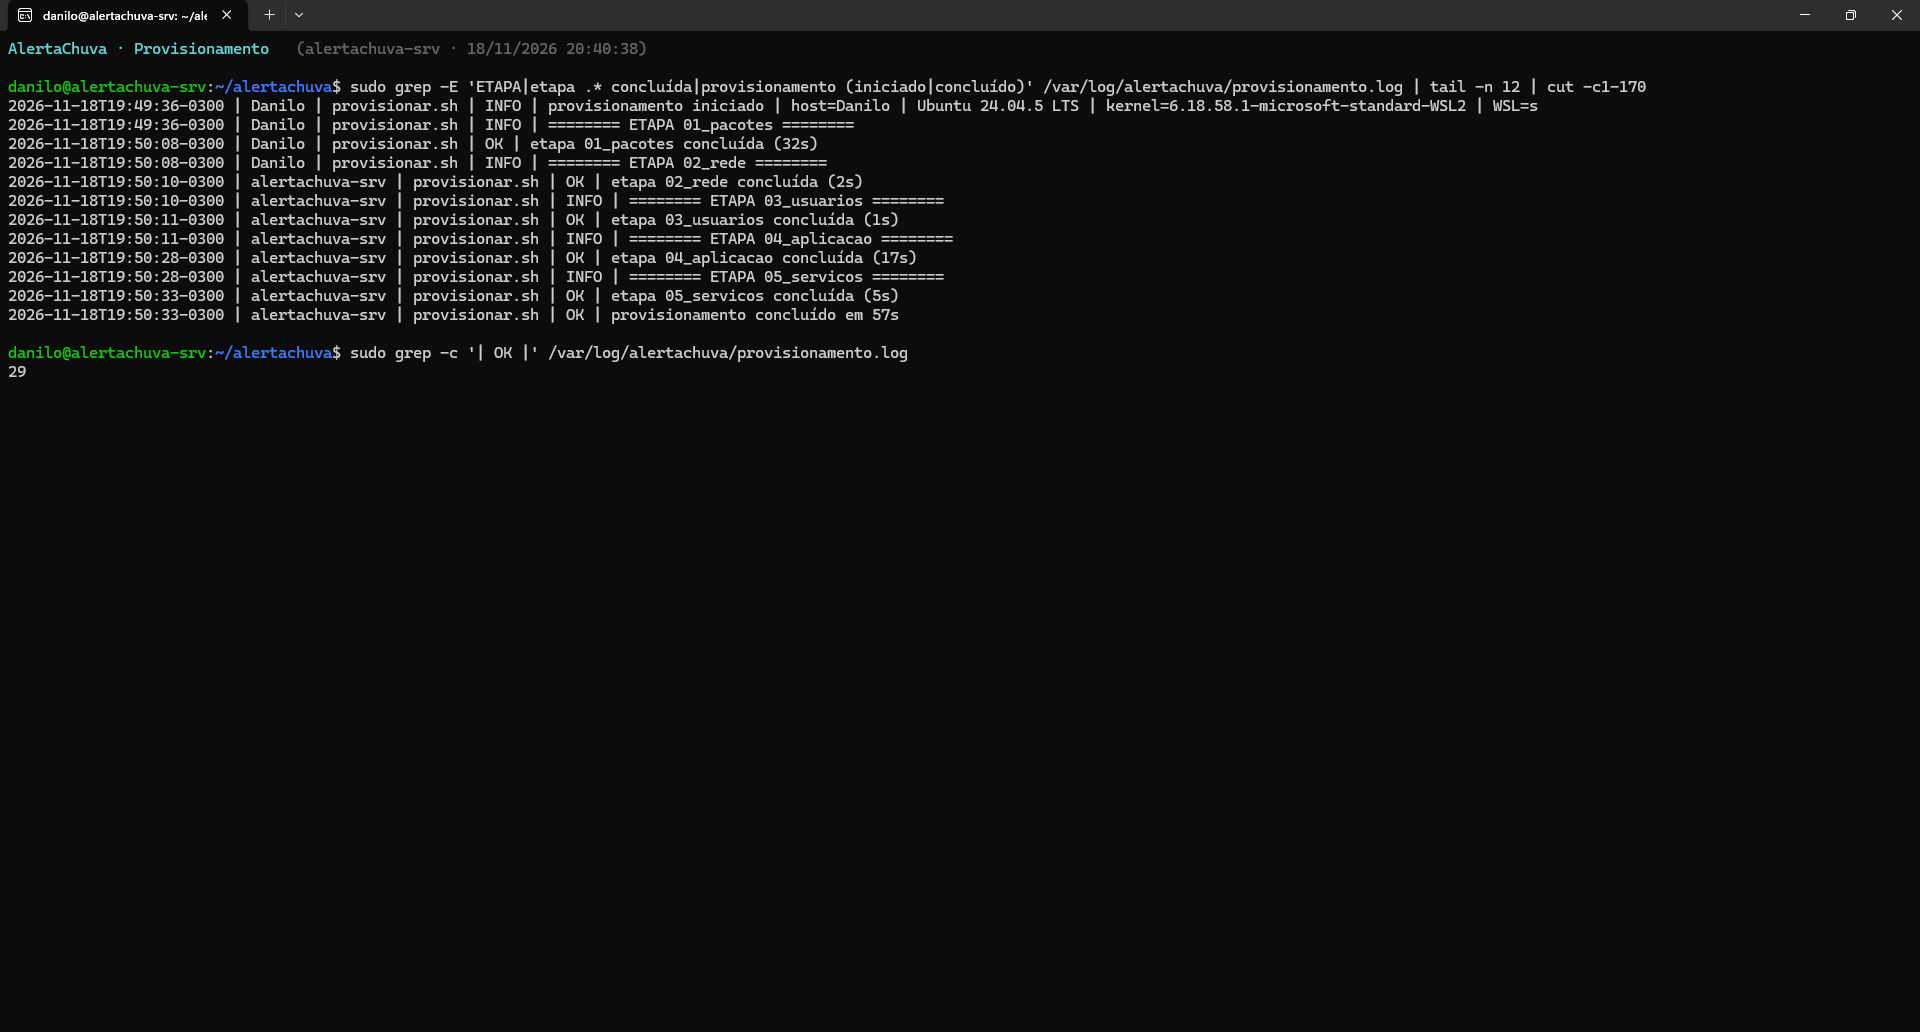 danilo@alertachuva-srv: ~/ale
AlertaChuva · Provisionamento (alertachuva-srv · 18/11/2026 20:40:38)
danilo@alertachuva-srv:~/alertachuva$ sudo grep -E 'ETAPA|etapa .* concluída|provisionamento (iniciado|concluído)' /var/log/alertachuva/provisionamento.log | tail -n 12 | cut -c1-170
2026-11-18T19:49:36-0300 | Danilo | provisionar.sh | INFO | provisionamento iniciado | host=Danilo | Ubuntu 24.04.5 LTS | kernel=6.18.58.1-microsoft-standard-WSL2 | WSL=s
2026-11-18T19:49:36-0300 | Danilo | provisionar.sh | INFO | ======== ETAPA 01_pacotes ========
2026-11-18T19:50:08-0300 | Danilo | provisionar.sh | OK | etapa 01_pacotes concluída (32s)
2026-11-18T19:50:08-0300 | Danilo | provisionar.sh | INFO | ======== ETAPA 02_rede ========
2026-11-18T19:50:10-0300 | alertachuva-srv | provisionar.sh | OK | etapa 02_rede concluída (2s)
2026-11-18T19:50:10-0300 | alertachuva-srv | provisionar.sh | INFO | ======== ETAPA 03_usuarios ========
2026-11-18T19:50:11-0300 | alertachuva-srv | provisionar.sh | OK | etapa 03_usuarios concluída (1s)
2026-11-18T19:50:11-0300 | alertachuva-srv | provisionar.sh | INFO | ======== ETAPA 04_aplicacao ========
2026-11-18T19:50:28-0300 | alertachuva-srv | provisionar.sh | OK | etapa 04_aplicacao concluída (17s)
2026-11-18T19:50:28-0300 | alertachuva-srv | provisionar.sh | INFO | ======== ETAPA 05_servicos ========
2026-11-18T19:50:33-0300 | alertachuva-srv | provisionar.sh | OK | etapa 05_servicos concluída (5s)
2026-11-18T19:50:33-0300 | alertachuva-srv | provisionar.sh | OK | provisionamento concluído em 57s
danilo@alertachuva-srv:~/alertachuva$ sudo grep -c '| OK |' /var/log/alertachuva/provisionamento.log
29